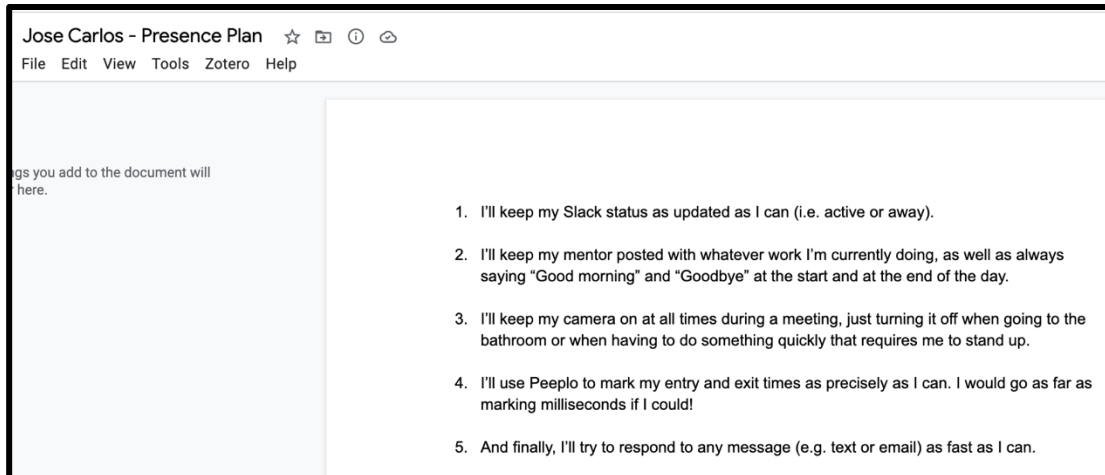 Jose Carlos - Presence Plan
File Edit View Tools Zotero Help
you add to the document will
here.
1. I'll keep my Slack status as updated as I can (i.e. active or away).
2. I'll keep my mentor posted with whatever work I'm currently doing, as well as always
saying “Good morning” and “Goodbye” at the start and at the end of the day.
3. I'll keep my camera on at all times during a meeting, just turning it off when going to the
bathroom or when having to do something quickly that requires me to stand up.
4. I'll use Peeplo to mark my entry and exit times as precisely as I can. I would go as far as
marking milliseconds if I could!
5. And finally, I'll try to respond to any message (e.g. text or email) as fast as I can.